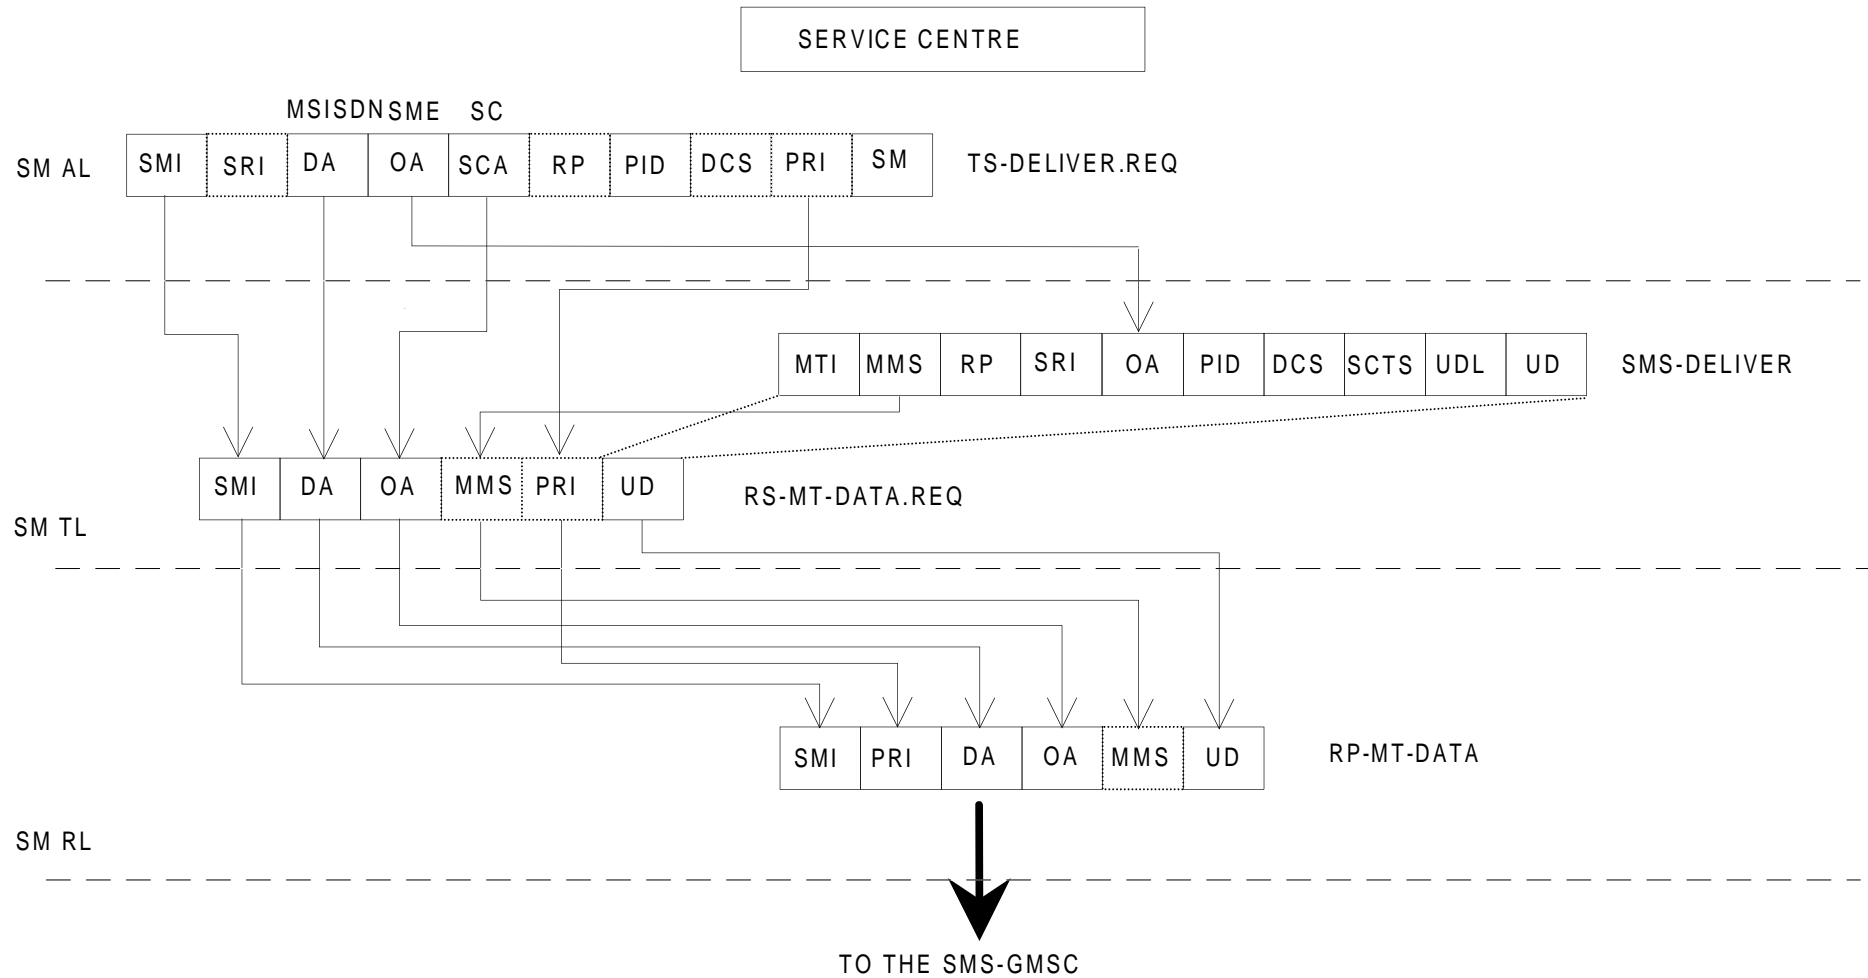 SERVICE CENTRE
MSISDN SME SC
SM AL SMI SRI DA OA SCA RP PID DCS PRI SM TS-DELIVER.REQ
MTI MMS RP SRI OA PID DCS SCTS UDL UD SMS-DELIVER
SMI DA OA MMS PRI UD RS-MT-DATA.REQ
SM TL
SMI PRI DA OA MMS UD RP-MT-DATA
SM RL
TO THE SMS-GMSC